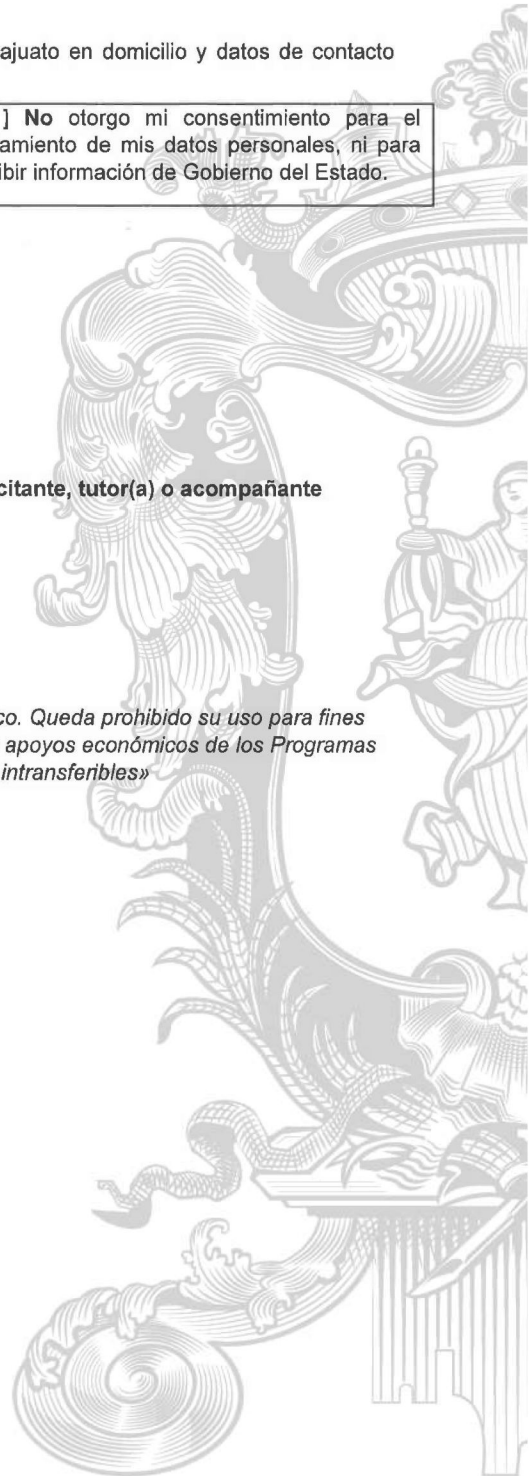 ajuato en domicilio y datos de contacto
] No otorgo mi consentimiento para el
amiento de mis datos personales, ni para
ibir información de Gobierno del Estado.
citante, tutor(a) o acompañante
co. Queda prohibido su uso para fines
apoyos económicos de los Programas
intransferibles»